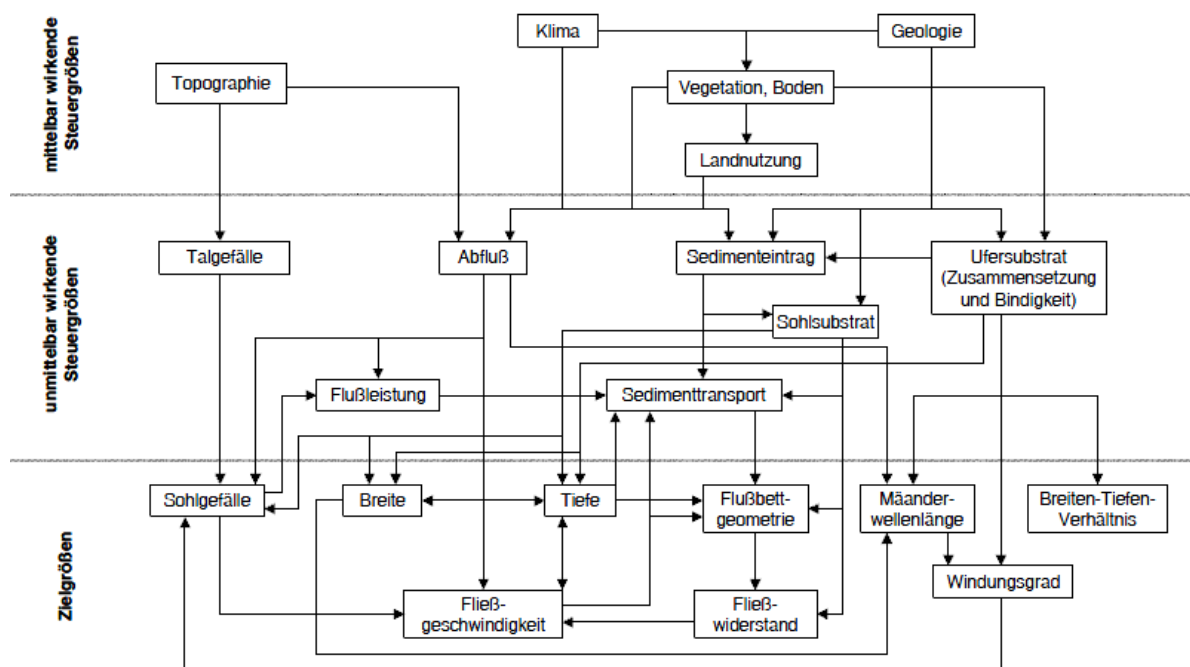 mittelbar wirkende
Steuergrößen
Klima
Geologie
Topographie
Vegetation, Boden
Landnutzung
unmittelbar wirkende
Steuergrößen
Talgefälle
Abfluß
Sedimenteintrag
Ufersubstrat
(Zusammensetzung
und Bindigkeit)
Sohlsubstrat
Flußleistung
Sedimenttransport
Zielgrößen
Sohlgefälle
Breite
Tiefe
Flußbett-
geometrie
Mäander-
wellenlänge
Breiten-Tiefen-
Verhältnis
Windungsgrad
Fließ-
geschwindigkeit
Fließ-
widerstand